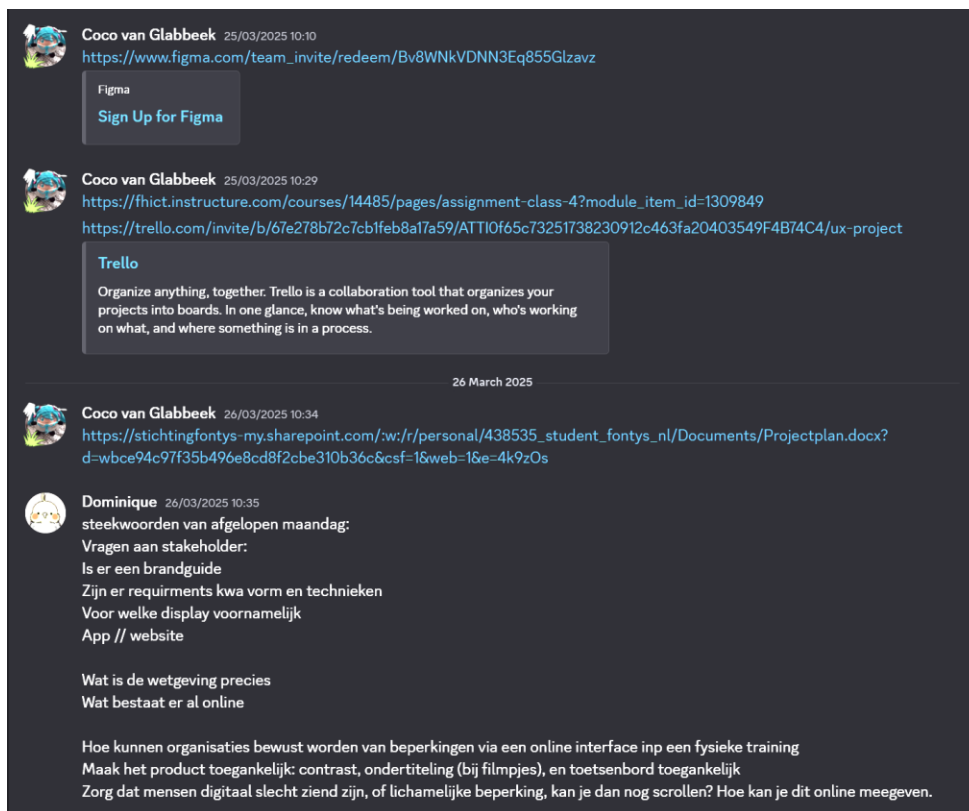 Coco van Glabbeek 25/03/2025 10:10
https://www.figma.com/team_invite/redeem/Bv8WNkVDNN3Eq855Glzavz
Figma
Sign Up for Figma
Coco van Glabbeek 25/03/2025 10:29
https://fhict.instructure.com/courses/14485/pages/assignment-class-4?module_item_id=1309849
https://trello.com/invite/b/67e278b72c7cb1feb8a17a59/ATTI0f65c73251738230912c463fa20403549F4B74C4/ux-project
Trello
Organize anything, together. Trello is a collaboration tool that organizes your
projects into boards. In one glance, know what's being worked on, who's working
on what, and where something is in a process.
26 March 2025
Coco van Glabbeek 26/03/2025 10:34
https://stichtingfontys-my.sharepoint.com/:w:/r/personal/438535_student_fontys_nl/Documents/Projectplan.docx?
d=wbce94c97f35b496e8cd8f2cbe310b36c&csf=1&web=1&e=4k9zOs
Dominique 26/03/2025 10:35
steekwoorden van afgelopen maandag:
Vragen aan stakeholder:
Is er een brandguide
Zijn er requirments kwa vorm en technieken
Voor welke display voornamelijk
App // website
Wat is de wetgeving precies
Wat bestaat er al online
Hoe kunnen organisaties bewust worden van beperkingen via een online interface inp een fysieke training
Maak het product toegankelijk: contrast, ondertiteling (bij filmpjes), en toetsenbord toegankelijk
Zorg dat mensen digitaal slecht ziend zijn, of lichamelijke beperking, kan je dan nog scrollen? Hoe kan je dit online meegeven.